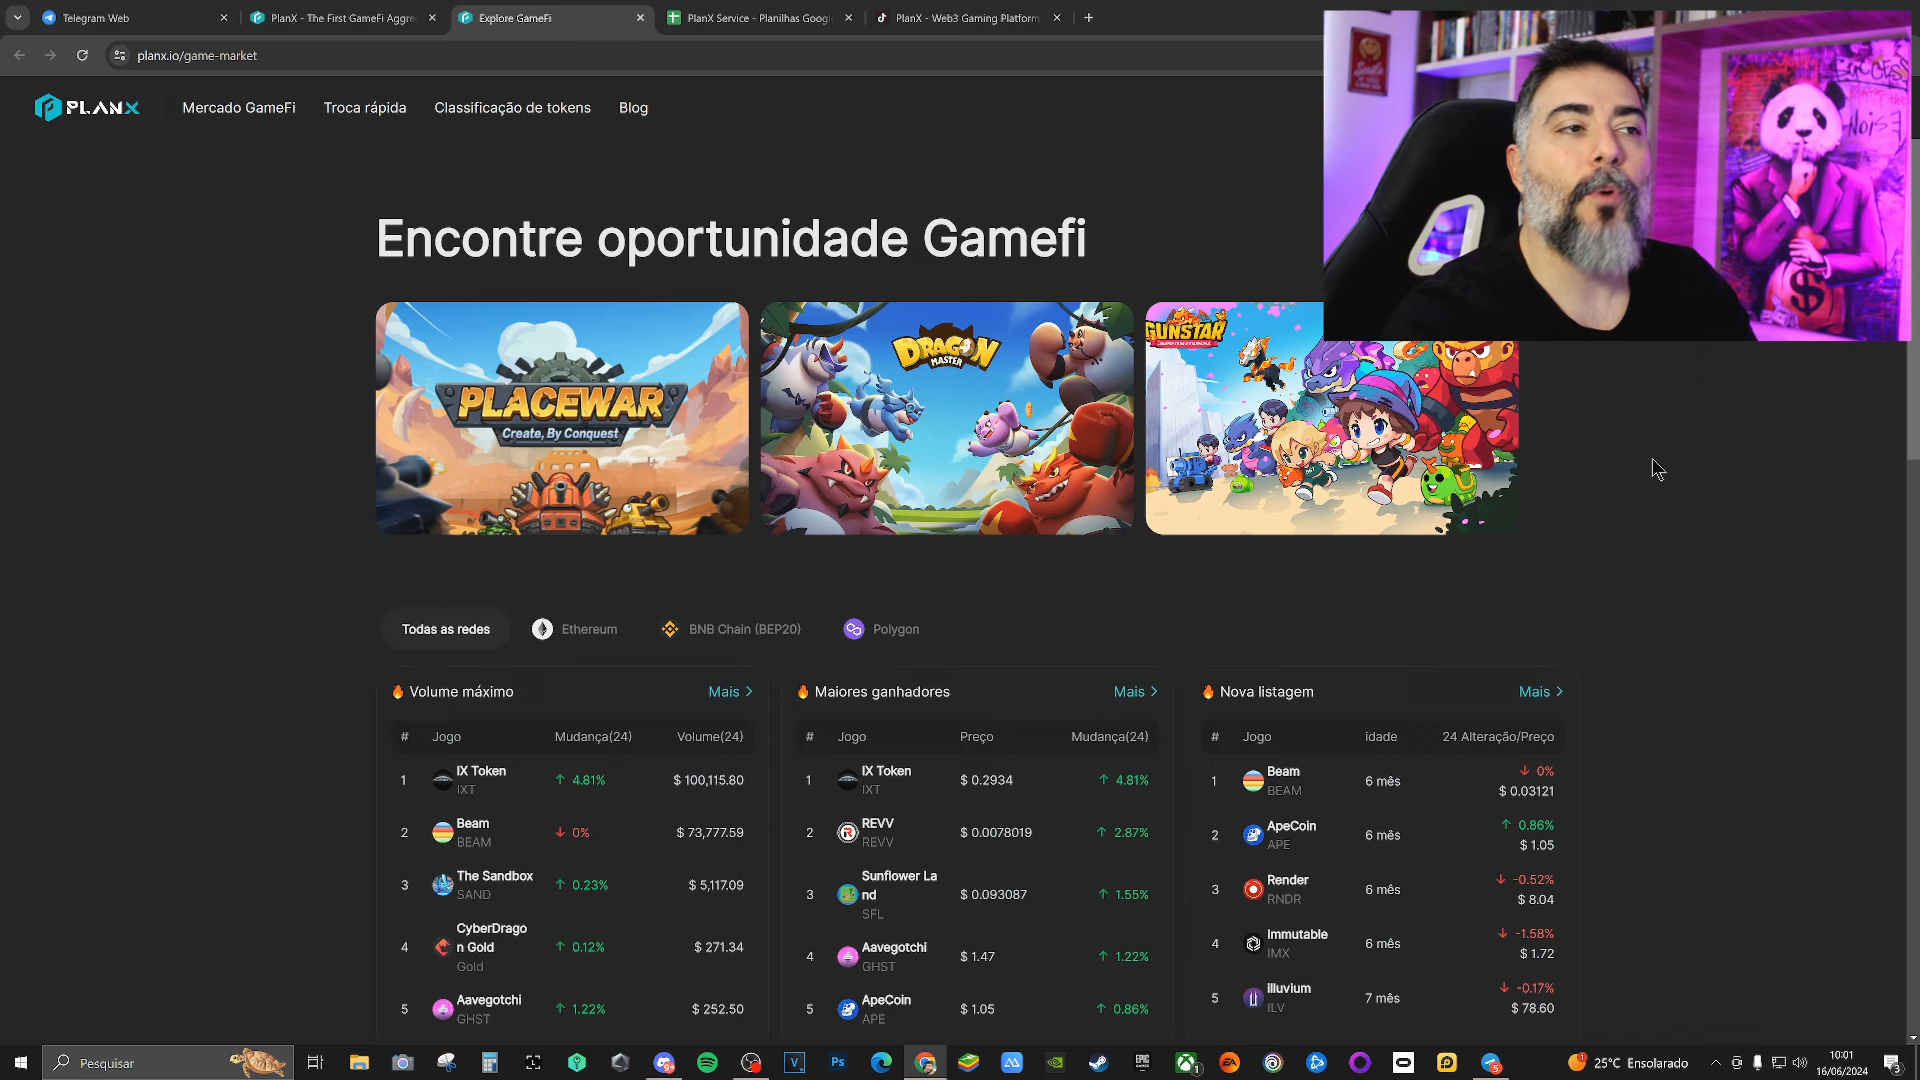 Telegram Web
PlanX - The First GameFi Aggre
Explore GameFi
PlanX Service - Planilhas Googl
PlanX - Web3 Gaming Platform
planx.io/game-market
PLANX
Mercado GameFi
Troca rápida
Classificação de tokens
Blog
Encontre oportunidade Gamefi
PLACEWAR
Create, By Conquest
DRAGON
MASTER
GUNSTAR
Todas as redes
Ethereum
BNB Chain (BEP20)
Polygon
Volume máximo
Mais >
# Jogo Mudança(24) Volume(24)
1 IX Token ↑ 4.81% $ 100,115.80
IXT
2 Beam ↓ 0% $ 73,777.59
BEAM
3 The Sandbox ↑ 0.23% $ 5,117.09
SAND
CyberDrago
4 n Gold ↑ 0.12% $ 271.34
Gold
5 Aavegotchi ↑ 1.22% $ 252.50
GHST
Maiores ganhadores
Mais >
# Jogo Preço Mudança(24)
1 IX Token $ 0.2934 ↑ 4.81%
IXT
2 REVV $ 0.0078019 ↑ 2.87%
REVV
Sunflower La
3 nd $ 0.093087 ↑ 1.55%
SFL
4 Aavegotchi $ 1.47 ↑ 1.22%
GHST
5 ApeCoin $ 1.05 ↑ 0.86%
APE
Nova listagem
Mais >
# Jogo idade 24 Alteração/Preço
1 Beam 6 mês ↓ 0%
BEAM $ 0.03121
2 ApeCoin 6 mês ↑ 0.86%
APE $ 1.05
3 Render 6 mês ↓ -0.52%
RNDR $ 8.04
4 Immutable 6 mês ↓ -1.58%
IMX $ 1.72
5 illuvium 7 mês ↓ -0.17%
ILV $ 78.60
Pesquisar
25°C Ensolarado
10:01
16/06/2024